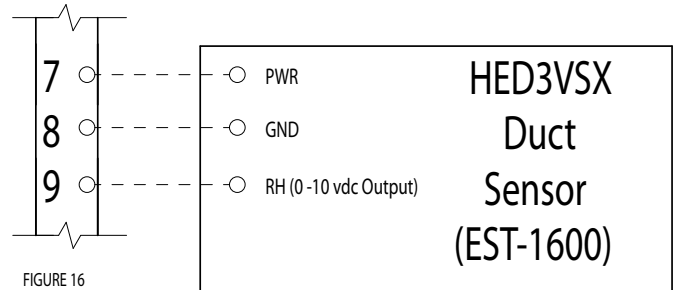 7 PWR HED3VSX
8 GND Duct
9 RH (0 -10 vdc Output) Sensor
(EST-1600)
FIGURE 16